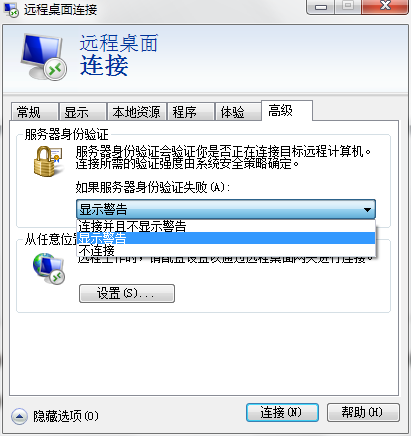 远程桌面连接
远程桌面
连接
常规 显示 本地资源 程序 体验 高级
服务器身份验证
服务器身份验证会验证你是否正在连接目标远程计算机。
连接所需的验证强度由系统安全策略确定。
如果服务器身份验证失败(A):
显示警告
连接并且不显示警告
显示警告
不连接
从任意位
远程工作时，请配置设置以通过远程桌面网关进行连接。
设置(S)...
隐藏选项(O)
连接(N)
帮助(H)